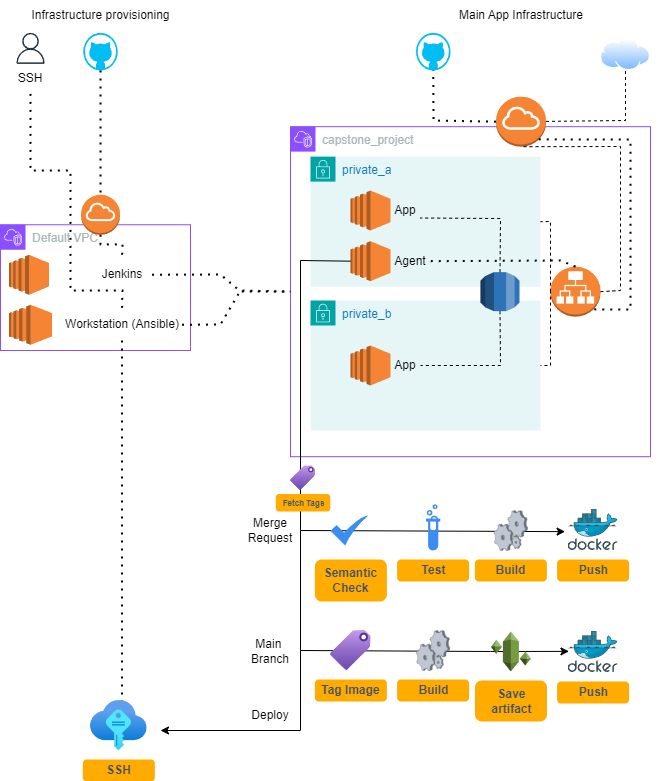 Infrastructure provisioning
Main App Infrastructure
SSH
capstone_project
private_a
App
Default VPC
Agent
Jenkins
private_b
Workstation (Ansible)
App
Fetch Tags
Merge
Request
docker
Semantic
Check
Test
Build
Push
Main
Branch
docker
Tag Image
Build
Save
artifact
Push
Deploy
SSH